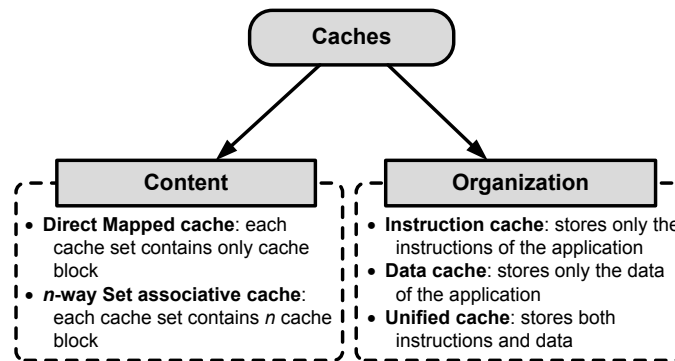 Caches
Content
• Direct Mapped cache: each
cache set contains only cache
block
• n-way Set associative cache:
each cache set contains n cache
block
Organization
• Instruction cache: stores only the
instructions of the application
• Data cache: stores only the data
of the application
• Unified cache: stores both
instructions and data